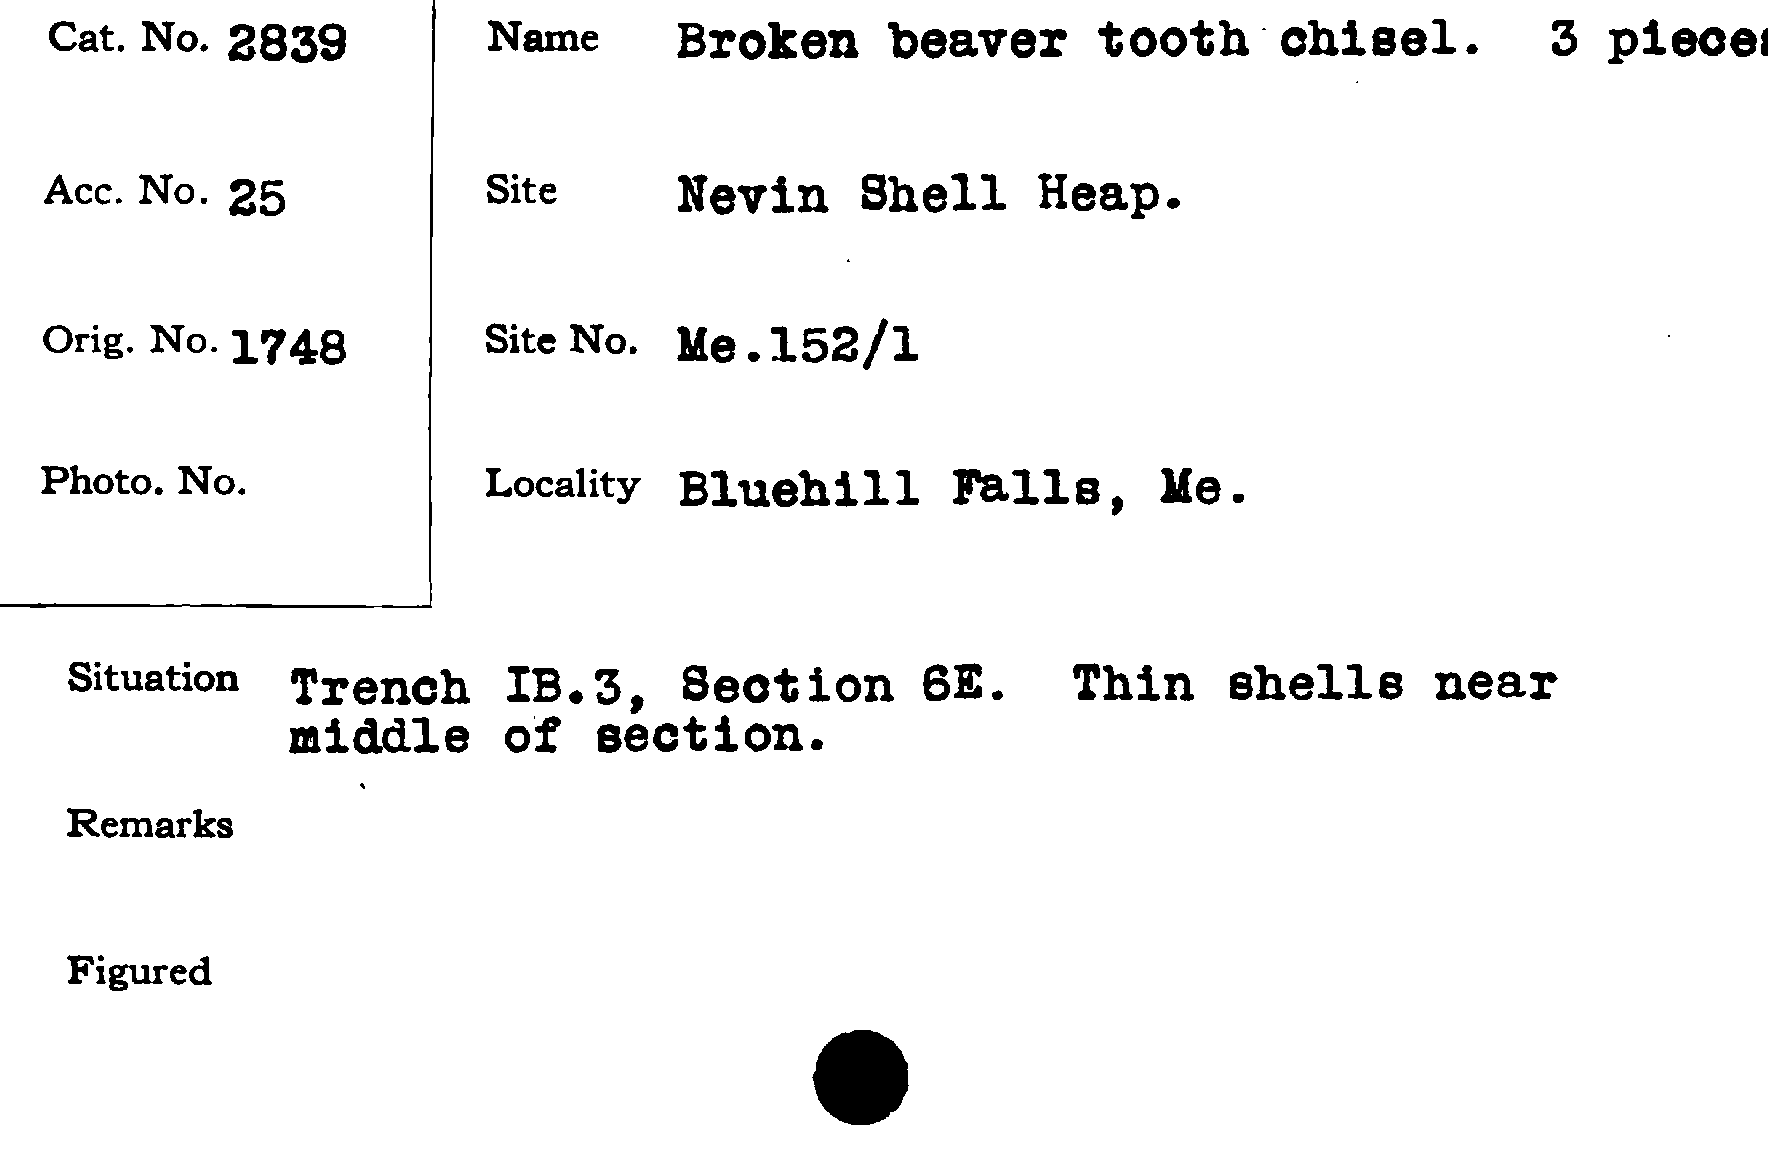 Cat. No. 2839
Acc. No. 25
Orig. No. 1748
Photo. No.
Name Broken beaver tooth chisel. 3 pieces
Site Nevin Shell Heap.
Site No. Me.152/1
Locality Bluehill Falls, Me.
Situation Trench IB.3, Section 6E. Thin shells near
middle of section.
Remarks
Figured